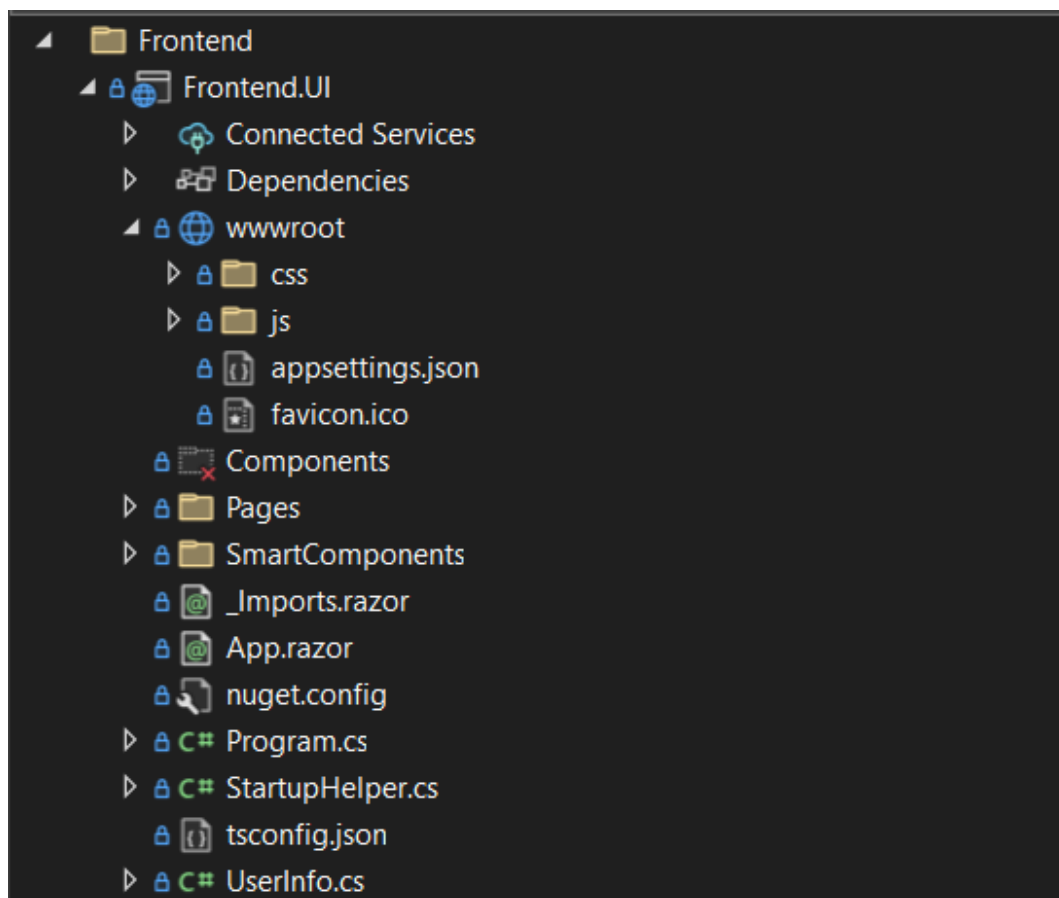 Frontend
Frontend.UI
Connected Services
Dependencies
wwwroot
css
js
appsettings.json
favicon.ico
Components
Pages
SmartComponents
_Imports.razor
App.razor
nuget.config
C# Program.cs
C# StartupHelper.cs
tsconfig.json
C# UserInfo.cs